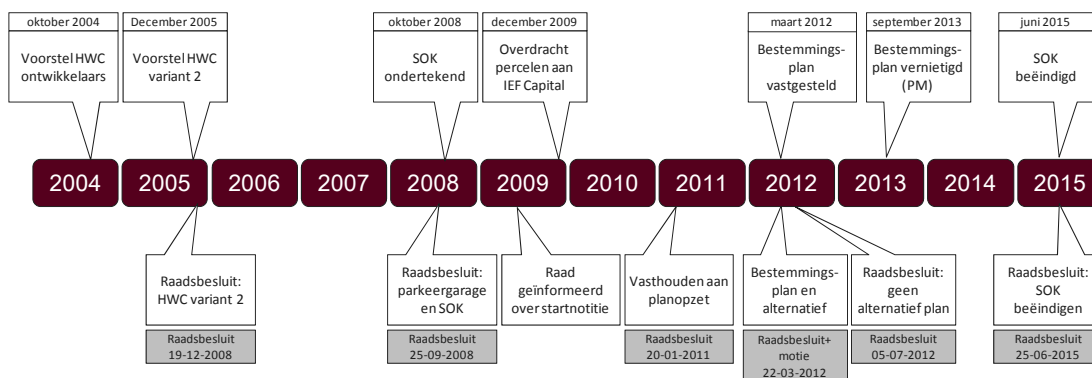 oktober 2004
Voorstel HWC
ontwikkelaars
December 2005
Voorstel HWC
variant 2
oktober 2008
SOK
ondertekend
december 2009
Overdracht
percelen aan
IEF Capital
maart 2012
Bestemmings-
plan
vastgesteld
september 2013
Bestemmings-
plan vernietigd
(PM)
juni 2015
SOK
beëindigd
2004
2005
2006
2007
2008
2009
2010
2011
2012
2013
2014
2015
Raadsbesluit:
HWC variant 2
Raadsbesluit
19-12-2008
Raadsbesluit:
parkeergarage
en SOK
Raadsbesluit
25-09-2008
Raad
geïnformeerd
over startnotitie
Vasthouden aan
planopzet
Raadsbesluit
20-01-2011
Bestemmings-
plan en
alternatief
Raadsbesluit+
motie
22-03-2012
Raadsbesluit:
geen
alternatief plan
Raadsbesluit
05-07-2012
Raadsbesluit:
SOK
beëindigen
Raadsbesluit
25-06-2015